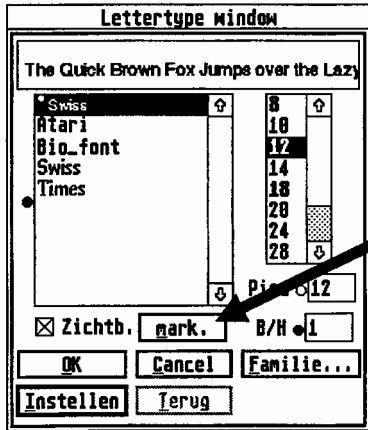 Lettertype window
The Quick Brown Fox Jumps over the Lazy
Swiss
Atari
Bio_font
Swiss
Times
8
10
12
14
18
20
24
28
12
Zichtb. mark. B/H 1
OK Cancel Familie...
Instellen Terug